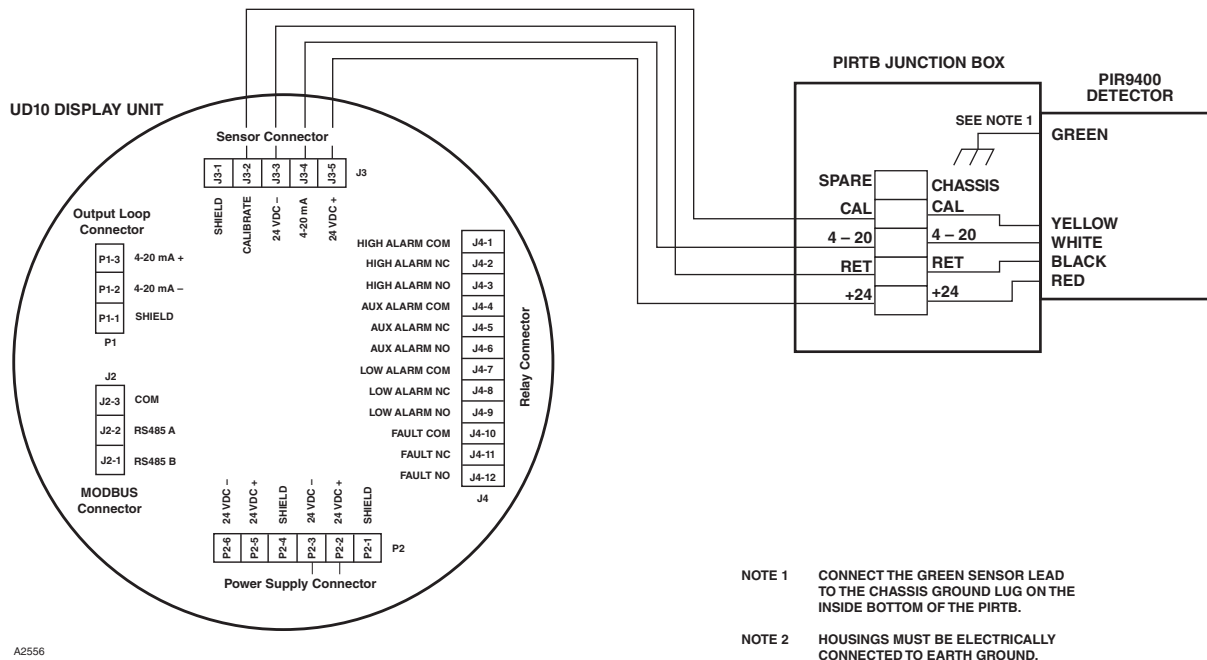 PIRTB JUNCTION BOX
PIR9400
DETECTOR
UD10 DISPLAY UNIT
SEE NOTE 1
GREEN
Sensor Connector
J3-1
J3-2
J3-3
J3-4
J3-5
J3
SHIELD
CALIBRATE
24 VDC –
4-20 mA
24 VDC +
SPARE
CHASSIS
CAL
CAL
YELLOW
4 – 20
4 – 20
WHITE
RET
RET
BLACK
+24
+24
RED
Output Loop
Connector
P1-3 4-20 mA +
P1-2 4-20 mA –
P1-1 SHIELD
P1
J2
J2-3 COM
J2-2 RS485 A
J2-1 RS485 B
MODBUS
Connector
HIGH ALARM COM J4-1
HIGH ALARM NC J4-2
HIGH ALARM NO J4-3
AUX ALARM COM J4-4
AUX ALARM NC J4-5
AUX ALARM NO J4-6
LOW ALARM COM J4-7
LOW ALARM NC J4-8
LOW ALARM NO J4-9
FAULT COM J4-10
FAULT NC J4-11
FAULT NO J4-12
J4
Relay Connector
24 VDC –
24 VDC +
SHIELD
24 VDC –
24 VDC +
SHIELD
P2-6
P2-5
P2-4
P2-3
P2-2
P2-1
P2
Power Supply Connector
NOTE 1 CONNECT THE GREEN SENSOR LEAD
TO THE CHASSIS GROUND LUG ON THE
INSIDE BOTTOM OF THE PIRTB.
NOTE 2 HOUSINGS MUST BE ELECTRICALLY
CONNECTED TO EARTH GROUND.
A2556